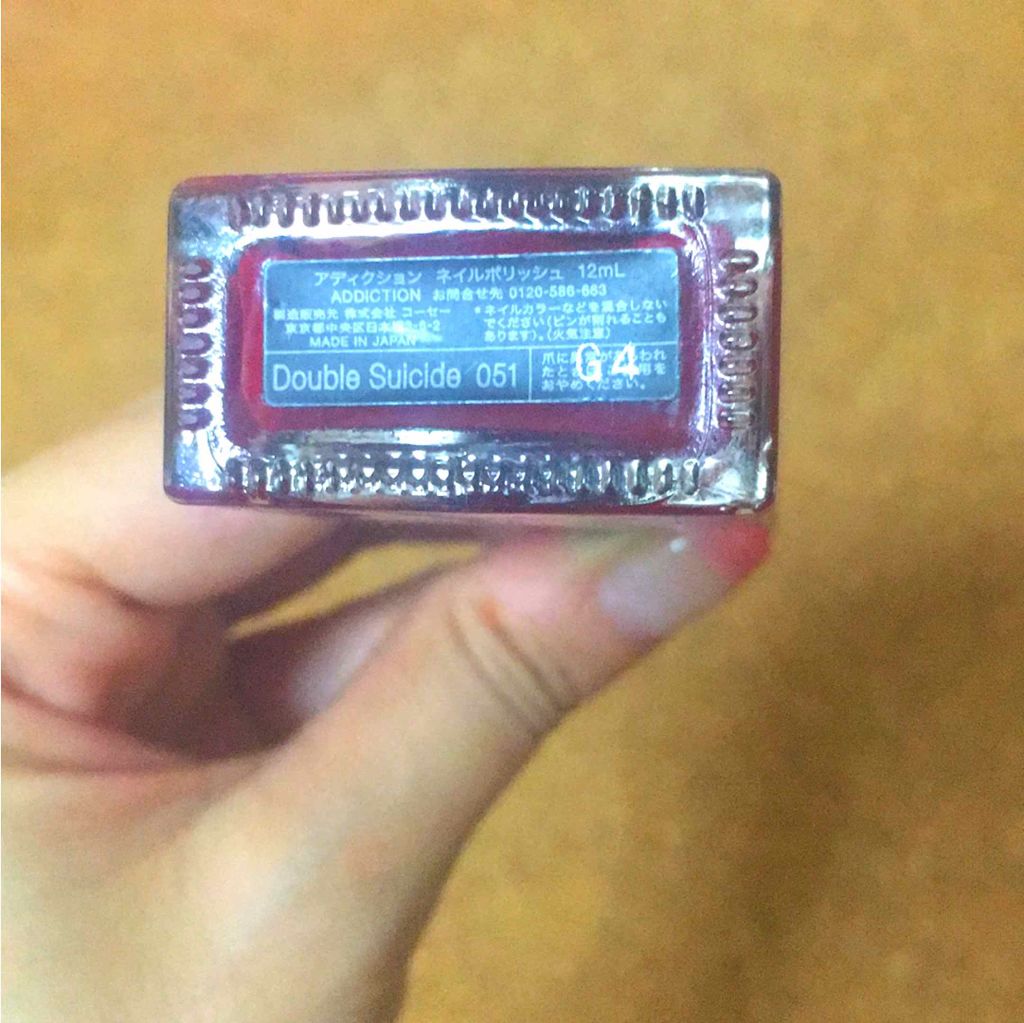 アディクション ネイルポリッシュ 12mL
ADDICTION お問合せ先 0120-586-683
製造販売元 株式会社 コーセー
東京都中央区日本橋3-6-2
MADE IN JAPAN
*ネイルカラーなどを混合しない
でください(ビンが割れることも
あります)。(火気注意)
Double Suicide 051
爪に
たと
おやめください。
G4